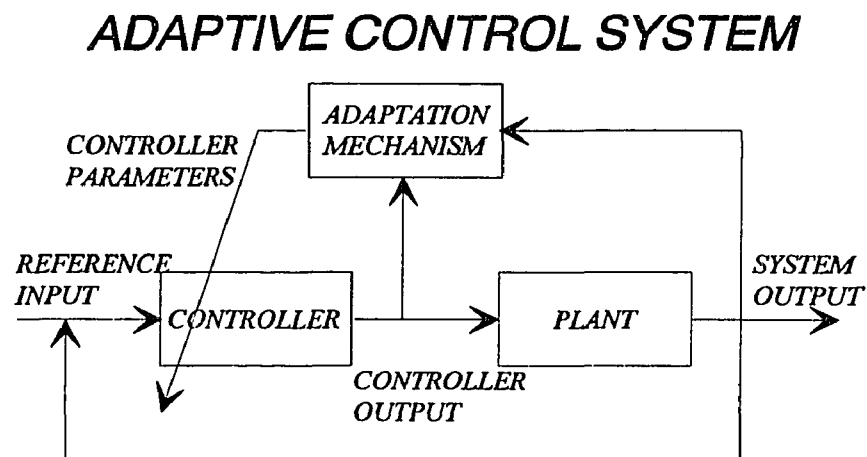 ADAPTIVE CONTROL SYSTEM
ADAPTATION
MECHANISM
CONTROLLER
PARAMETERS
REFERENCE
INPUT
CONTROLLER
PLANT
SYSTEM
OUTPUT
CONTROLLER
OUTPUT